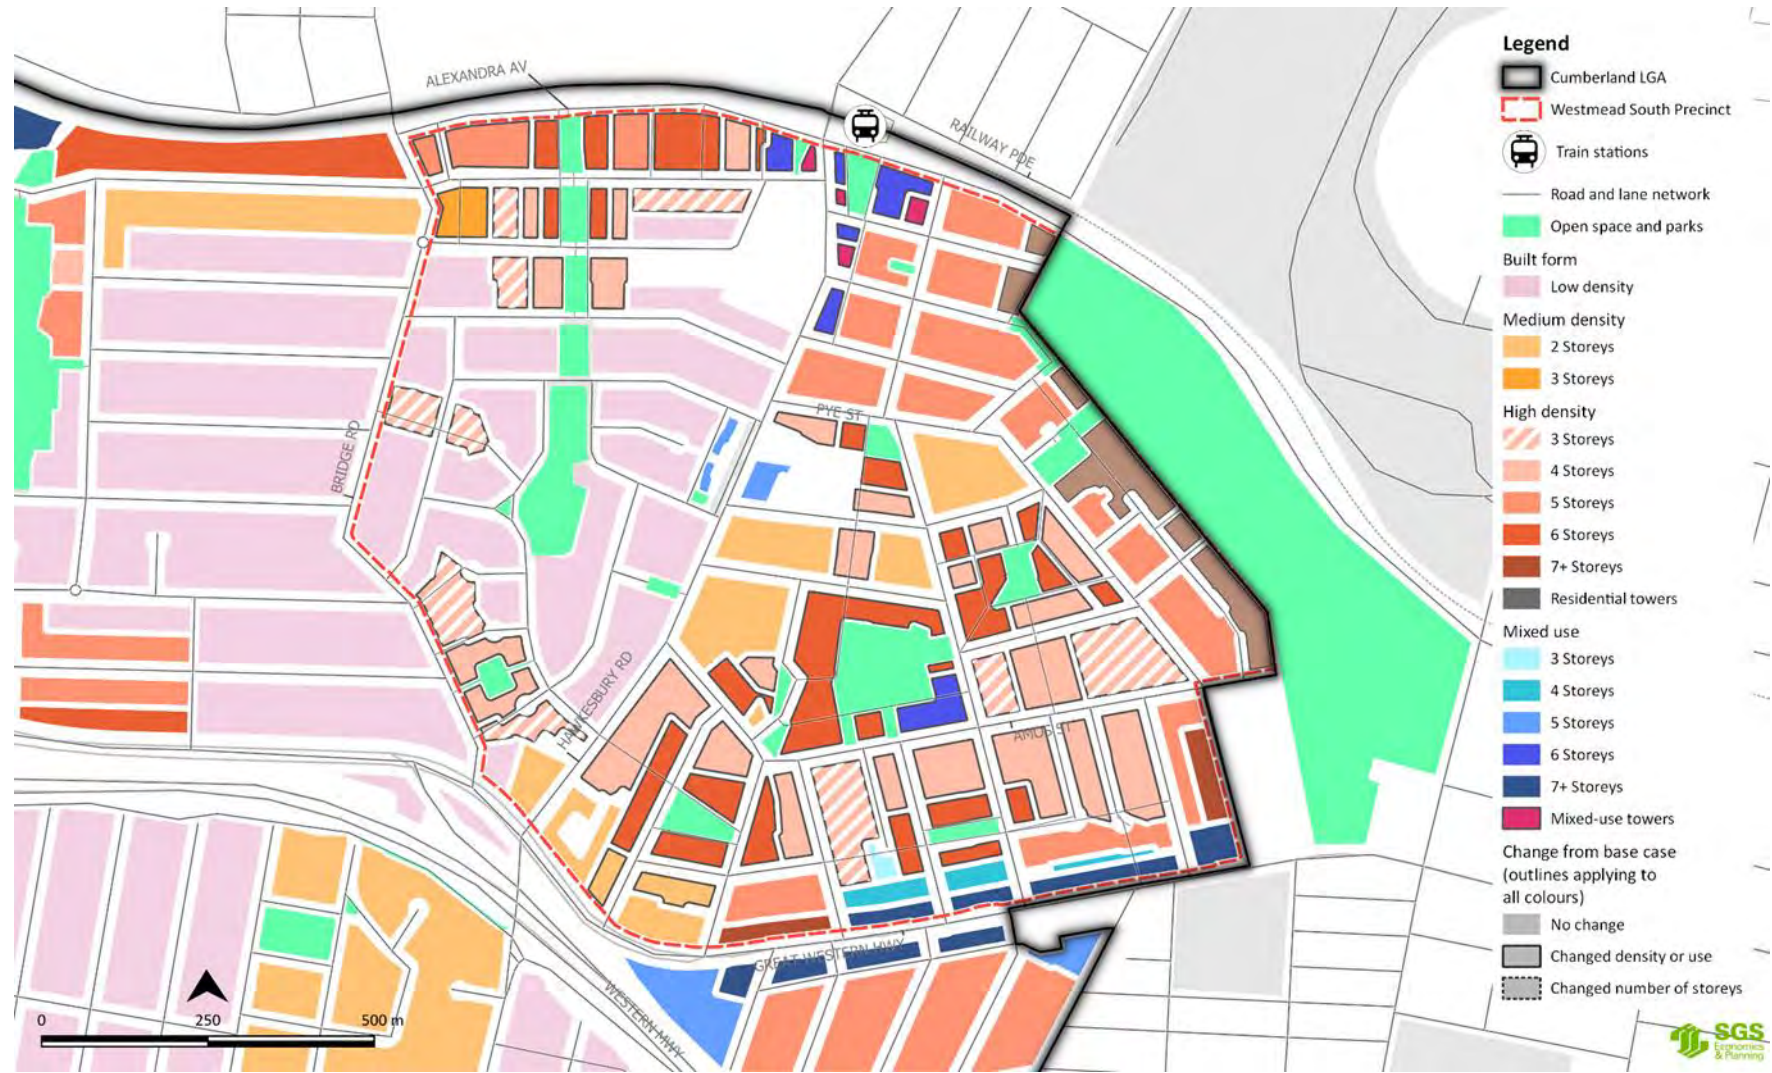 ALEXANDRA AV
RAILWAY PDE
PYE ST
BRIDGE RD
HAWKESBURY RD
AMOS ST
GREAT WESTERN HWY
WESTERN MWY
0 250 500 m
Legend
Cumberland LGA
Westmead South Precinct
Train stations
Road and lane network
Open space and parks
Built form
Low density
Medium density
2 Storeys
3 Storeys
High density
3 Storeys
4 Storeys
5 Storeys
6 Storeys
7+ Storeys
Residential towers
Mixed use
3 Storeys
4 Storeys
5 Storeys
6 Storeys
7+ Storeys
Mixed-use towers
Change from base case
(outlines applying to
all colours)
No change
Changed density or use
Changed number of storeys
SGS
Economics
& Planning